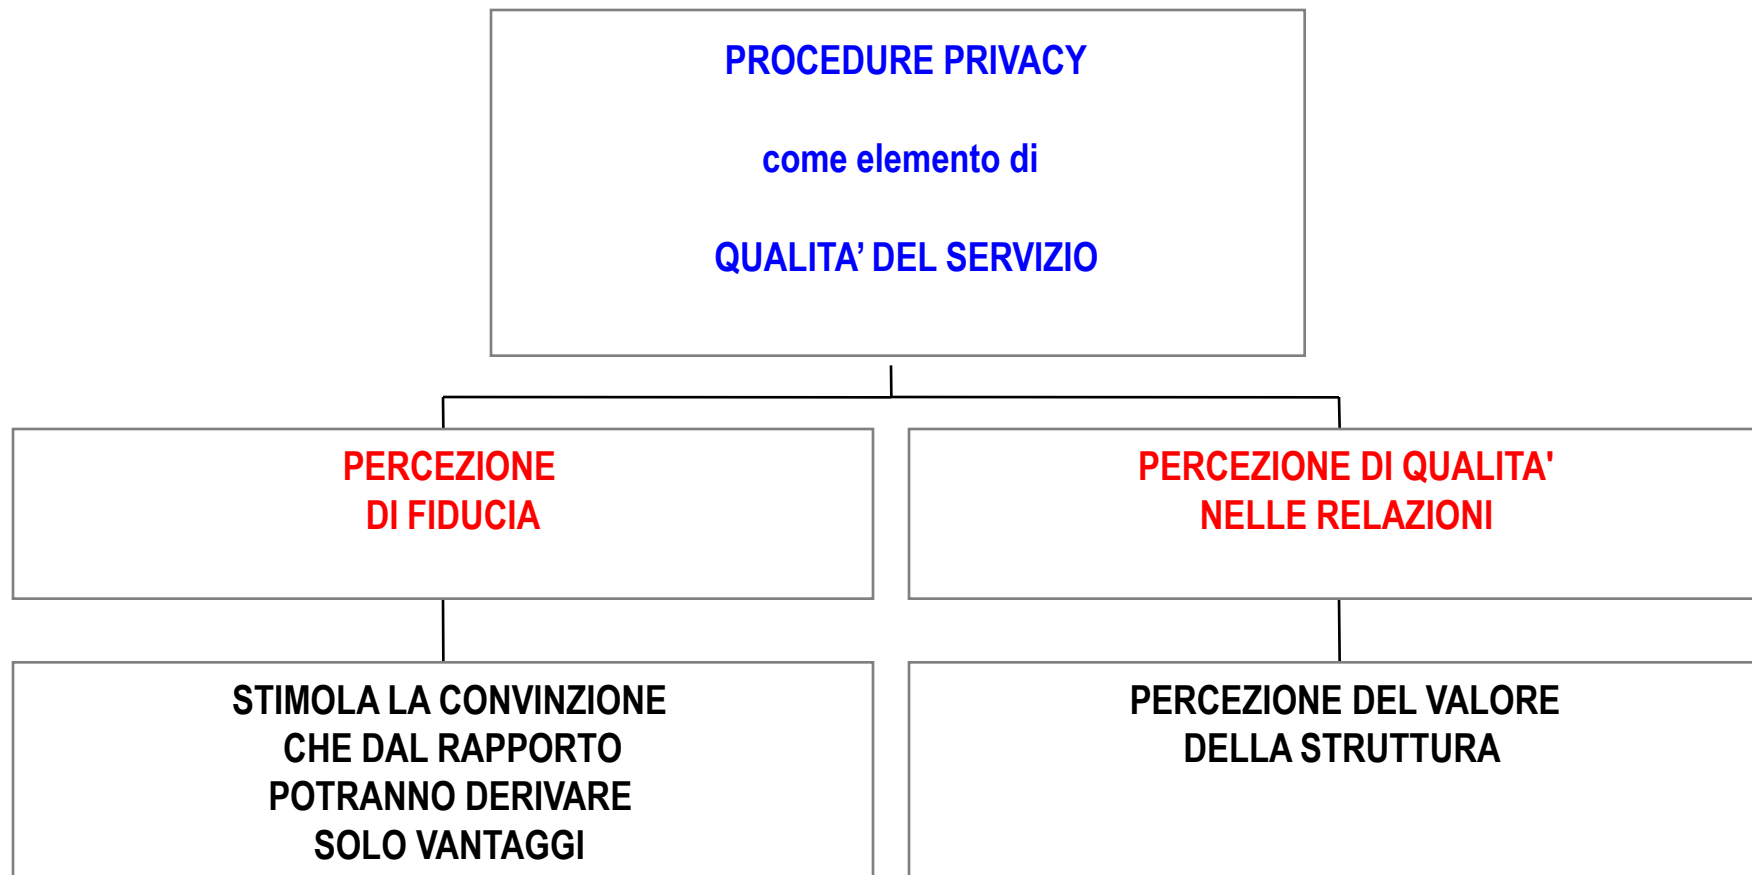 PROCEDURE PRIVACY
come elemento di
QUALITA’ DEL SERVIZIO
PERCEZIONE
DI FIDUCIA
PERCEZIONE DI QUALITA'
NELLE RELAZIONI
STIMOLA LA CONVINZIONE
CHE DAL RAPPORTO
POTRANNO DERIVARE
SOLO VANTAGGI
PERCEZIONE DEL VALORE
DELLA STRUTTURA